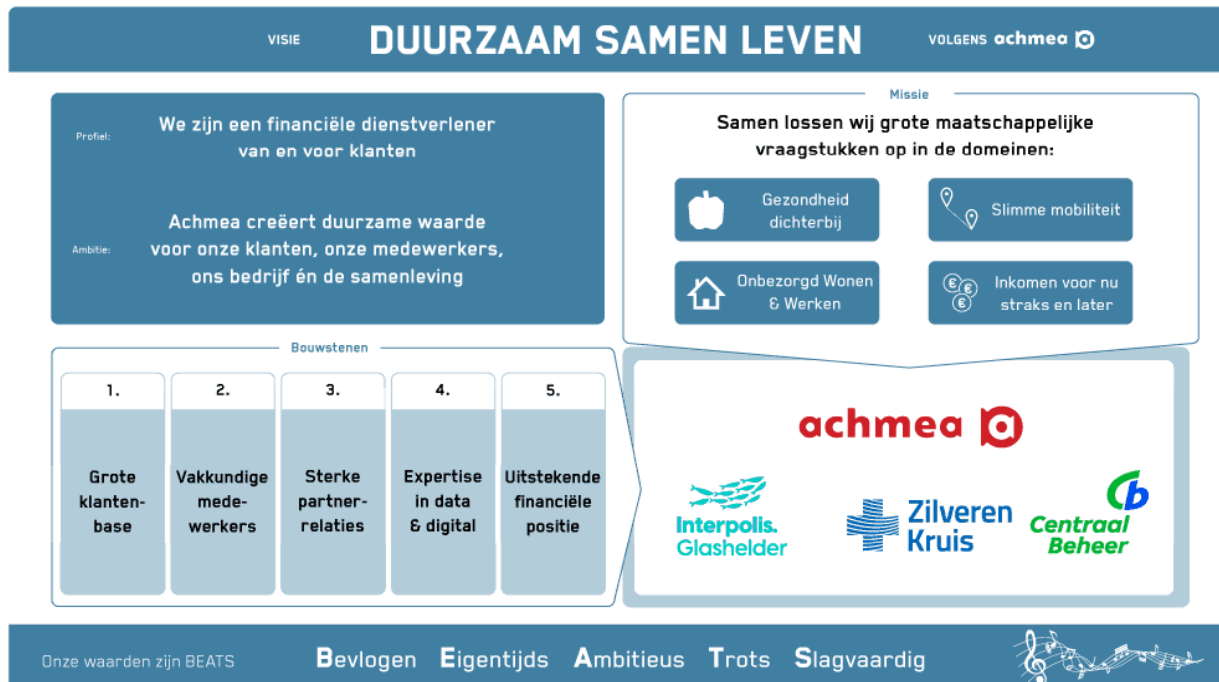 VISIE DUURZAAM SAMEN LEVEN VOLGENS achmea
Profiel:
We zijn een financiële dienstverlener
van en voor klanten
Ambitie:
Achmea creëert duurzame waarde
voor onze klanten, onze medewerkers,
ons bedrijf én de samenleving
Missie
Samen lossen wij grote maatschappelijke
vraagstukken op in de domeinen:
Gezondheid
dichterbij
Slimme mobiliteit
Onbezorgd Wonen
& Werken
€ € €
Inkomen voor nu
straks en later
Bouwstenen
1.
Grote
klanten-
base
2.
Vakkundige
mede-
werkers
3.
Sterke
partner-
relaties
4.
Expertise
in data
& digital
5.
Uitstekende
financiële
positie
achmea
Interpolis.
Glashelder
Zilveren
Kruis
Cb
Centraal
Beheer
Onze waarden zijn BEATS Bevlogen Eigentijds Ambitieus Trots Slagvaardig